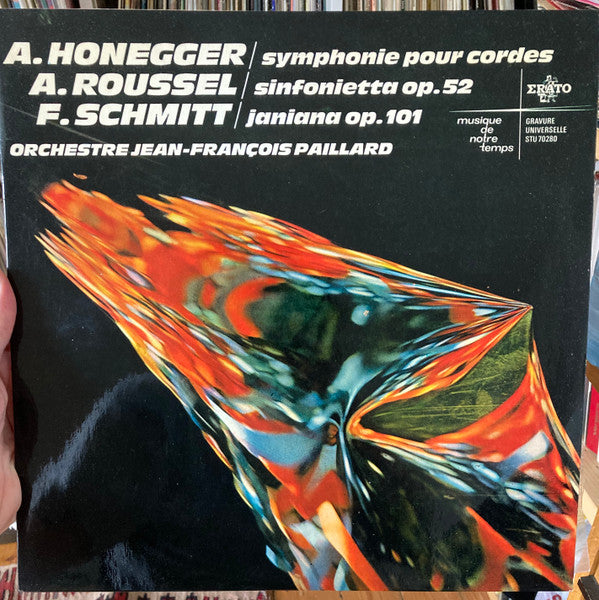 A. HONEGGER / symphonie pour cordes
A. ROUSSEL / sinfonietta op. 52
F. SCHMITT / janiana op. 101
ORCHESTRE JEAN-FRANÇOIS PAILLARD
musique
de
notre
temps
ERATO
GRAVURE
UNIVERSELLE
STU 70280